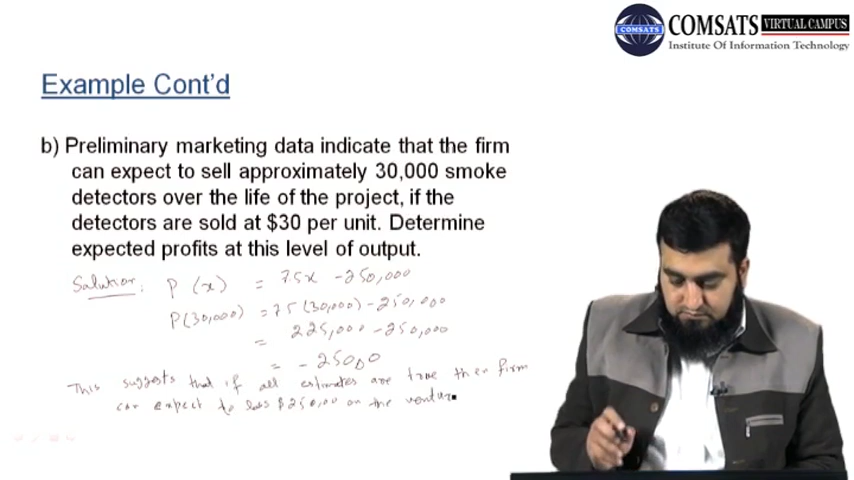 COMSATS
COMSATS VIRTUAL CAMPUS
Institute Of Information Technology
Example Cont'd
b) Preliminary marketing data indicate that the firm
can expect to sell approximately 30,000 smoke
detectors over the life of the project, if the
detectors are sold at $30 per unit. Determine
expected profits at this level of output.
Solution: P(x) = 7.5x - 250,000
P(30,000) = 7.5(30,000) - 250,000
= 225,000 - 250,000
= - 25000
This suggests that if all estimates are true then firm
can expect to on the ventur